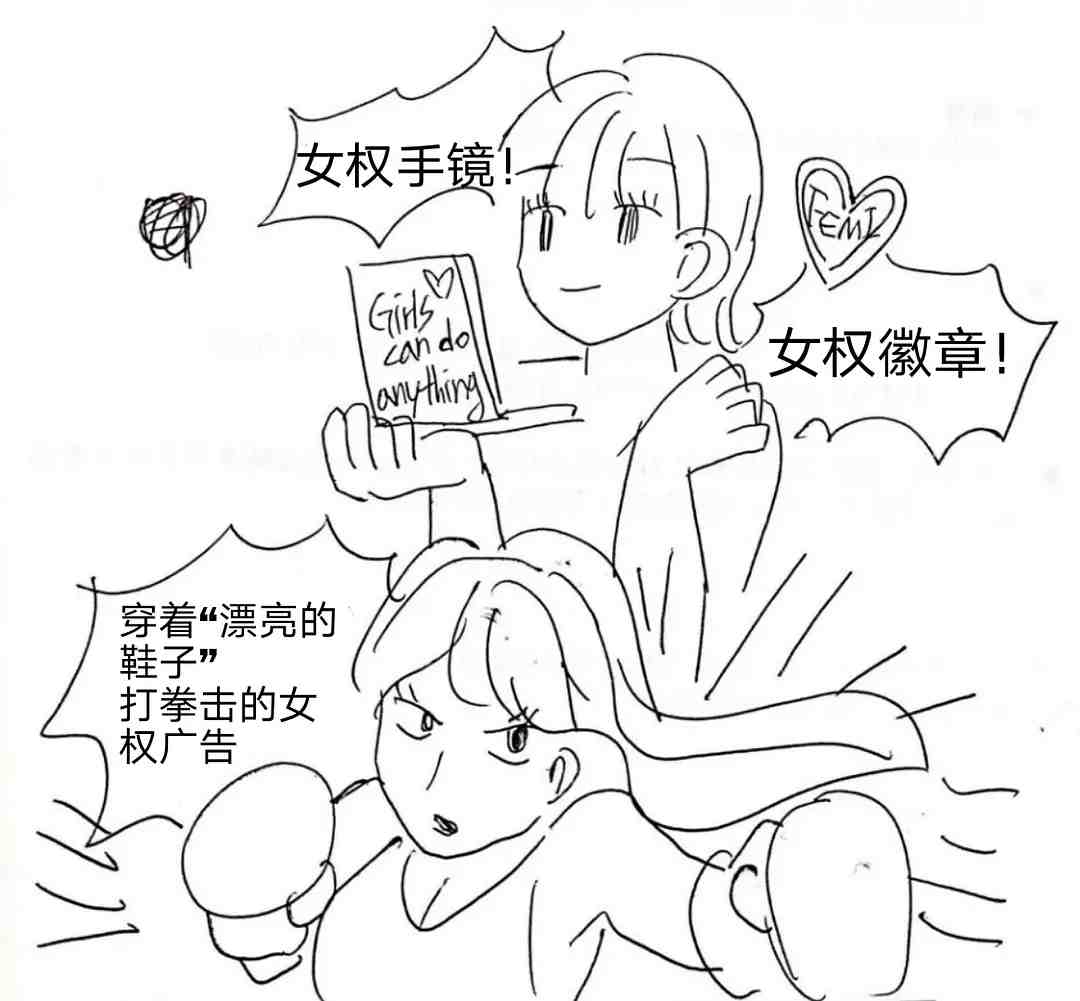 女权手镜!
Girls
can do
anything
FEMI
女权徽章!
穿着“漂亮的
鞋子”
打拳击的女
权广告